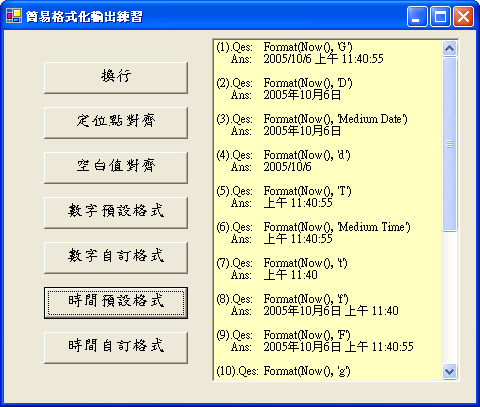 簡易格式化輸出練習
換行
定位點對齊
空白值對齊
數字預設格式
數字自訂格式
時間預設格式
時間自訂格式
(1).Qes: Format(Now(), 'G')
Ans: 2005/10/6 上午 11:40:55
(2).Qes: Format(Now(), 'D')
Ans: 2005年10月6日
(3).Qes: Format(Now(), 'Medium Date')
Ans: 2005年10月6日
(4).Qes: Format(Now(), 'd')
Ans: 2005/10/6
(5).Qes: Format(Now(), 'T')
Ans: 上午 11:40:55
(6).Qes: Format(Now(), 'Medium Time')
Ans: 上午 11:40:55
(7).Qes: Format(Now(), 't')
Ans: 上午 11:40
(8).Qes: Format(Now(), 'f')
Ans: 2005年10月6日 上午 11:40
(9).Qes: Format(Now(), 'F')
Ans: 2005年10月6日 上午 11:40:55
(10).Qes: Format(Now(), 'g')